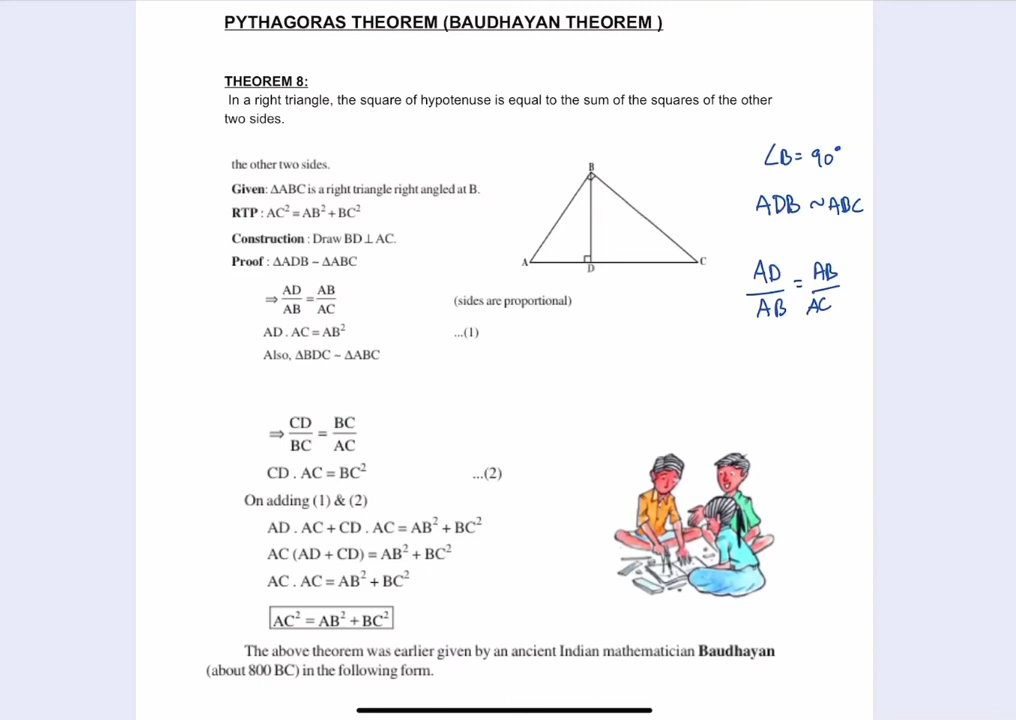 PYTHAGORAS THEOREM (BAUDHAYAN THEOREM )
THEOREM 8:
In a right triangle, the square of hypotenuse is equal to the sum of the squares of the other
two sides.
the other two sides.
Given: ΔABC is a right triangle right angled at B.
RTP : AC² = AB² + BC²
Construction : Draw BD ⊥ AC.
Proof : ΔADB ~ ΔABC
⇒ AD/AB = AB/AC (sides are proportional)
AD . AC = AB² ...(1)
Also, ΔBDC ~ ΔABC
⇒ CD/BC = BC/AC
CD . AC = BC² ...(2)
On adding (1) & (2)
AD . AC + CD . AC = AB² + BC²
AC (AD + CD) = AB² + BC²
AC . AC = AB² + BC²
AC² = AB² + BC²
The above theorem was earlier given by an ancient Indian mathematician Baudhayan
(about 800 BC) in the following form.
B
A
D
C
∠B = 90°
ADB ~ ABC
AD/AB = AB/AC